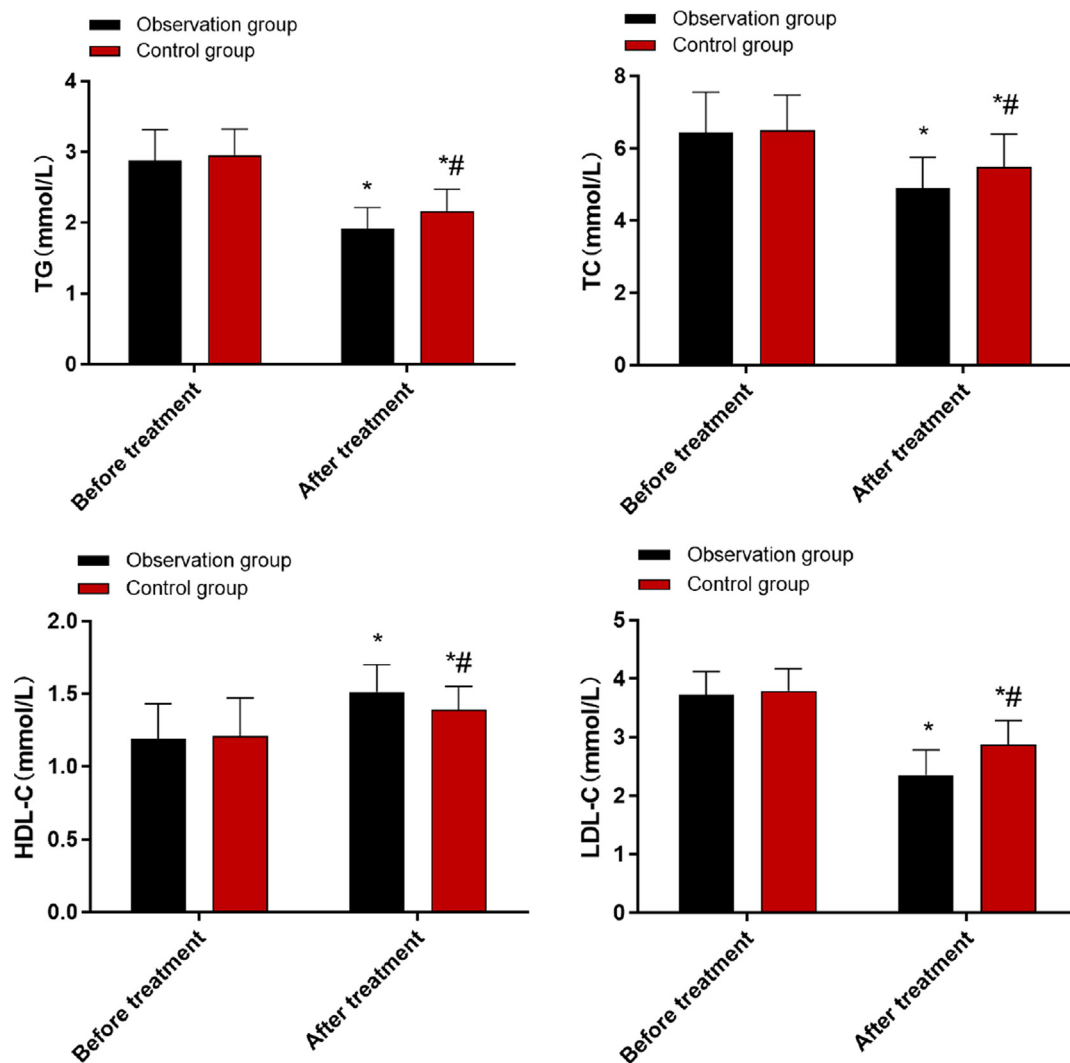 Observation group
Control group
TG(mmol/L)
4
3
2
1
0
*
*#
Before treatment
After treatment
Observation group
Control group
TC(mmol/L)
8
6
4
2
0
*
*#
Before treatment
After treatment
Observation group
Control group
HDL-C(mmol/L)
2.0
1.5
1.0
0.5
0.0
*
*#
Before treatment
After treatment
Observation group
Control group
LDL-C(mmol/L)
5
4
3
2
1
0
*
*#
Before treatment
After treatment